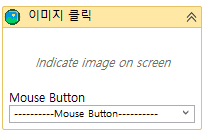 이미지 클릭
Indicate image on screen
Mouse Button
----------Mouse Button----------